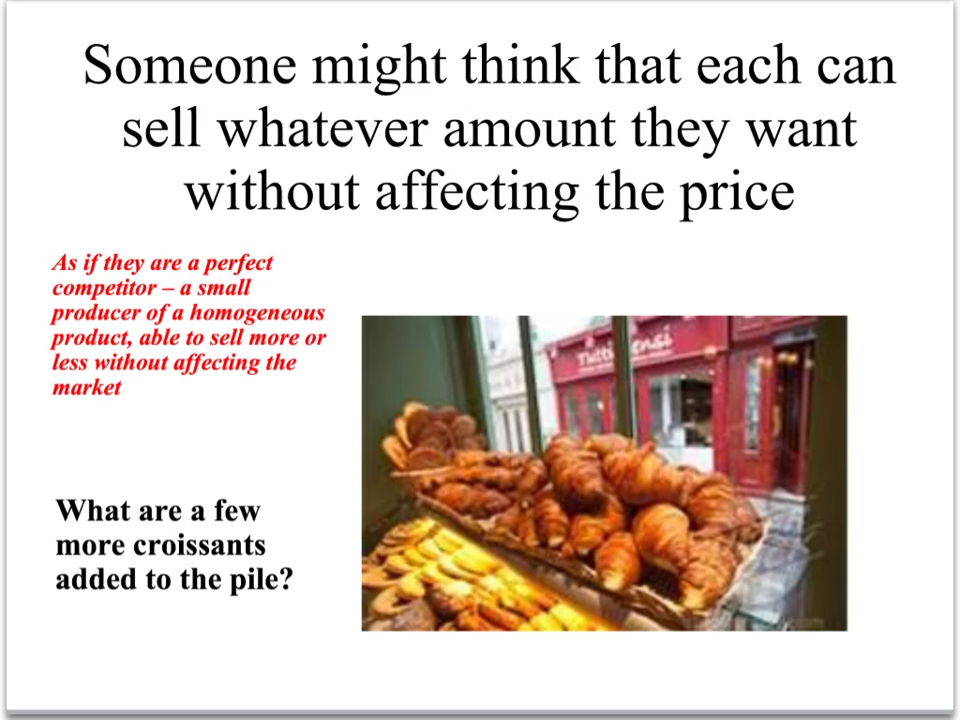 Someone might think that each can
sell whatever amount they want
without affecting the price
As if they are a perfect
competitor – a small
producer of a homogeneous
product, able to sell more or
less without affecting the
market
What are a few
more croissants
added to the pile?